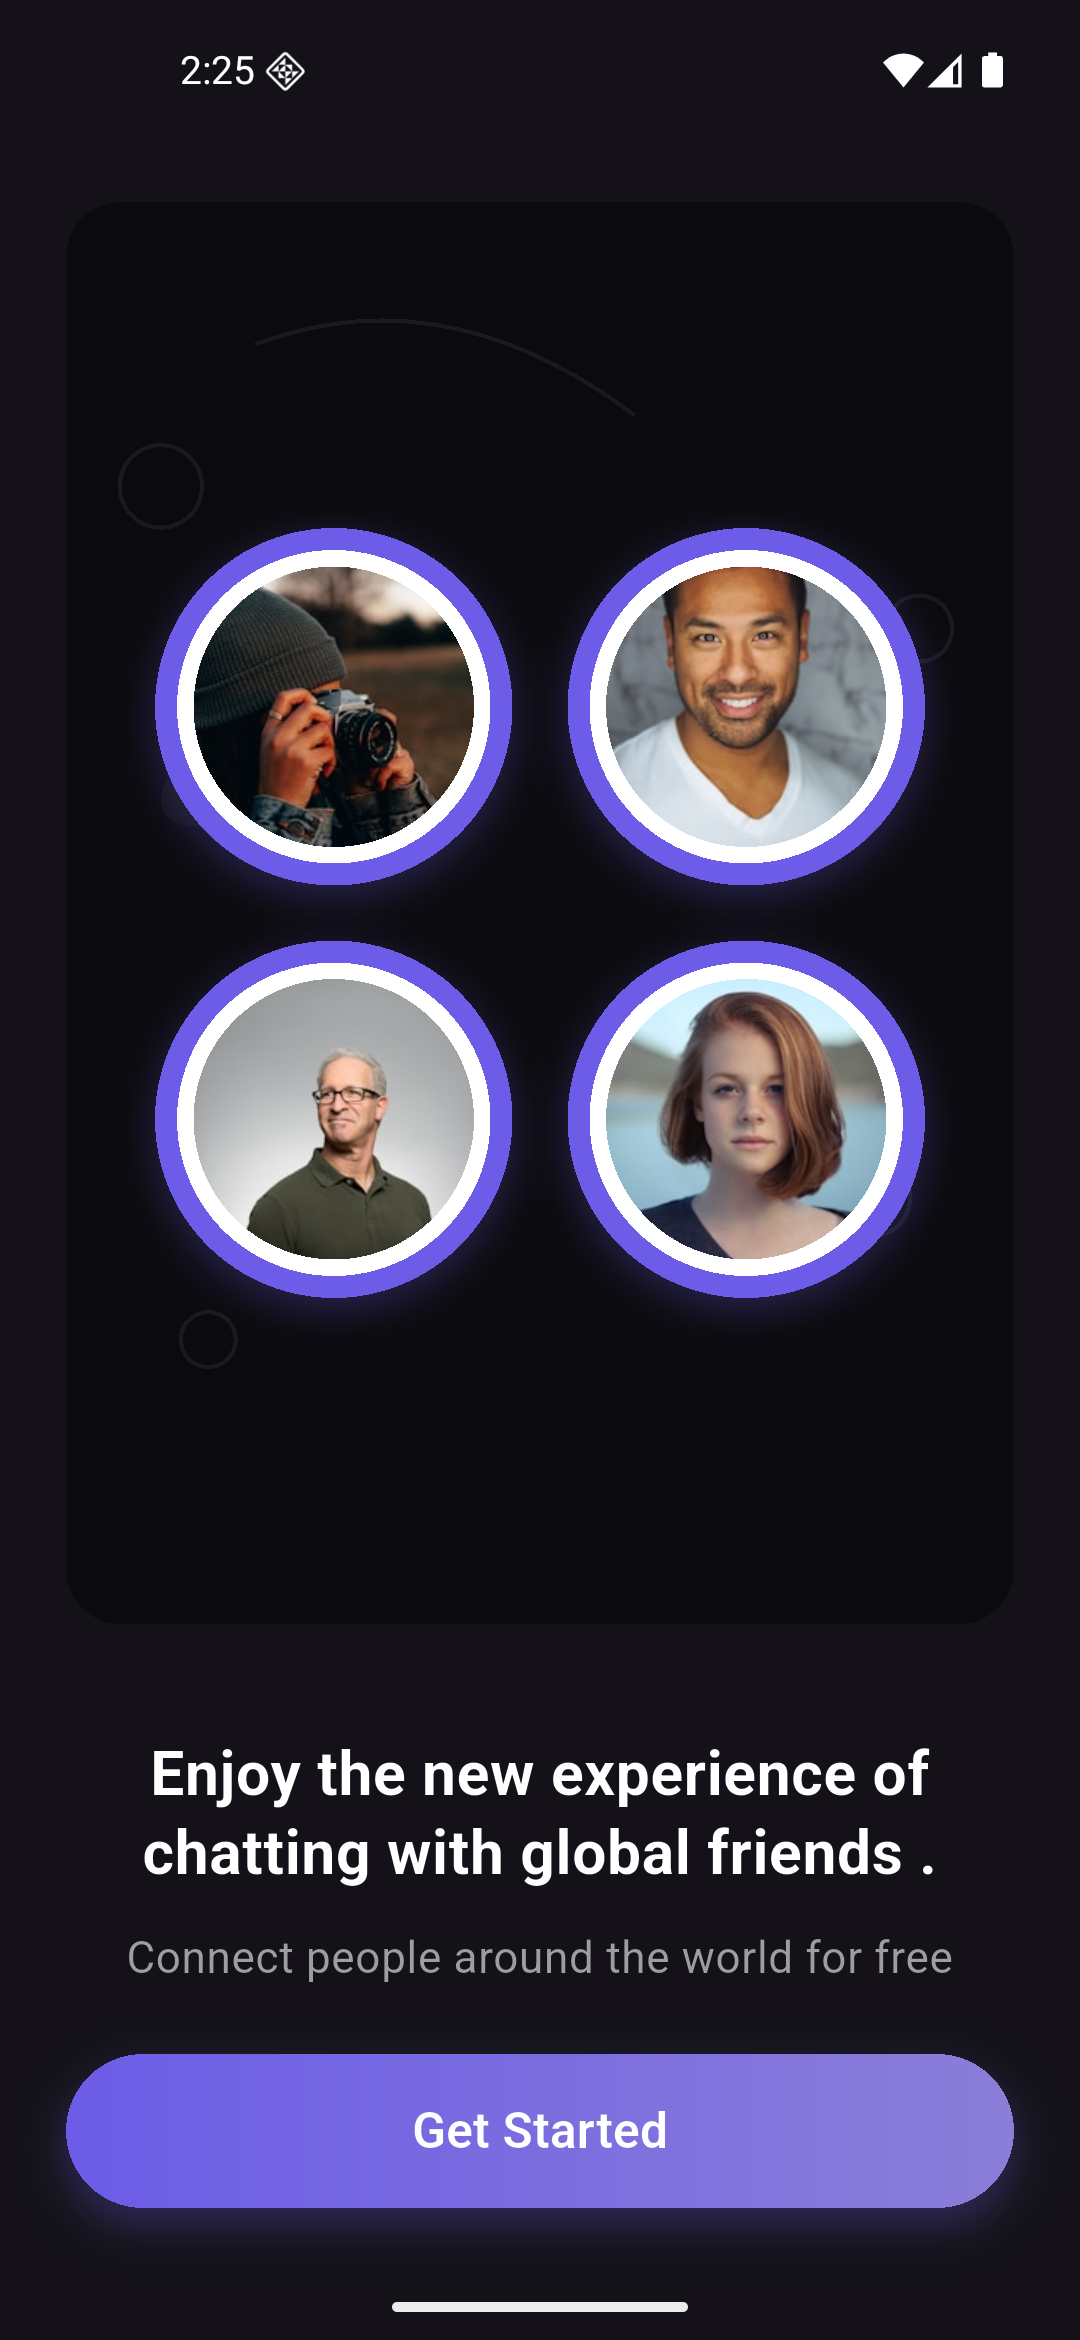 2:25
Enjoy the new experience of
chatting with global friends .
Connect people around the world for free
Get Started